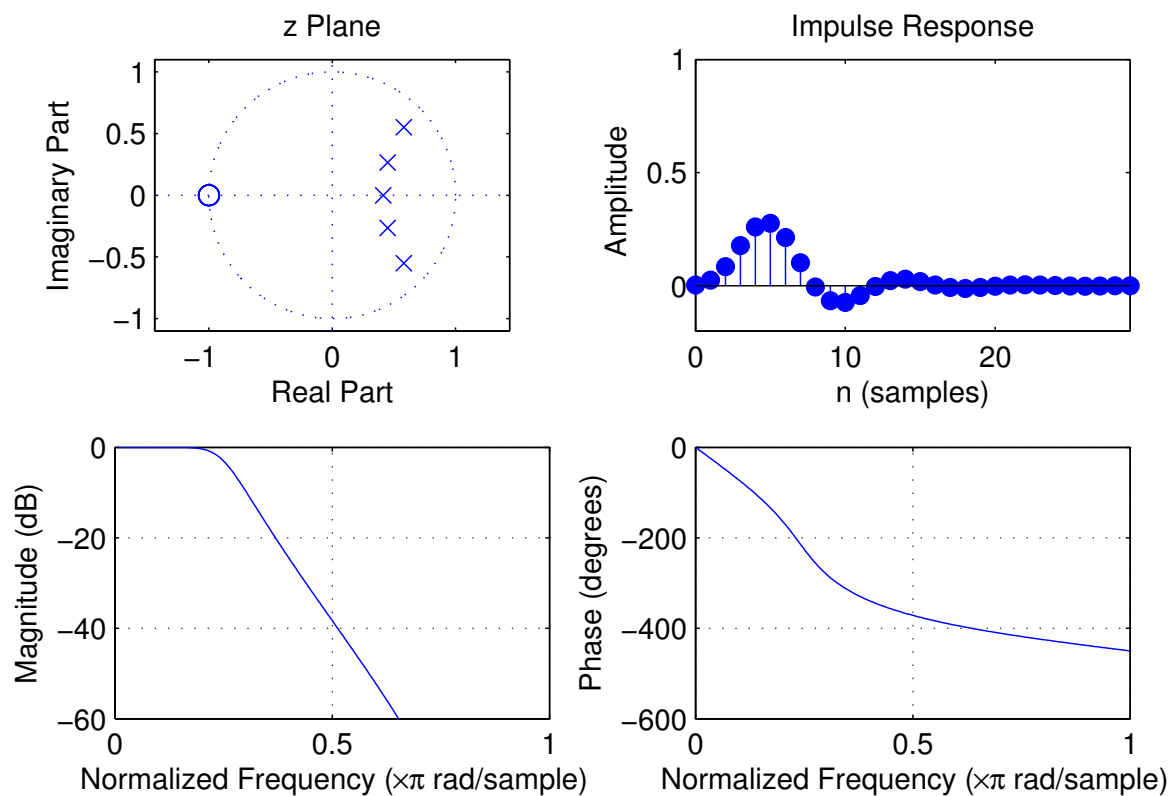 z Plane
1
0.5
0
−0.5
−1
−1 0 1
Real Part
Imaginary Part
Impulse Response
1
0.5
0
0 10 20
n (samples)
Amplitude
0
−20
−40
−60
0 0.5 1
Normalized Frequency (×π rad/sample)
Magnitude (dB)
0
−200
−400
−600
0 0.5 1
Normalized Frequency (×π rad/sample)
Phase (degrees)